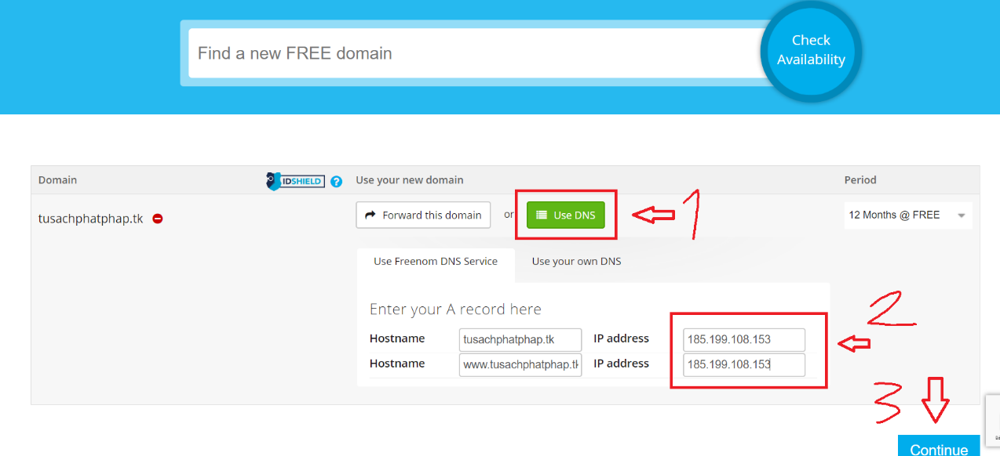 Find a new FREE domain
Check
Availability
Domain
IDSHIELD ?
Use your new domain
Period
tusachphatphap.tk
Forward this domain
or
Use DNS
1
12 Months @ FREE
Use Freenom DNS Service
Use your own DNS
Enter your A record here
2
Hostname
tusachphatphap.tk
IP address
185.199.108.153
Hostname
www.tusachphatphap.tk
IP address
185.199.108.153
3
Continue